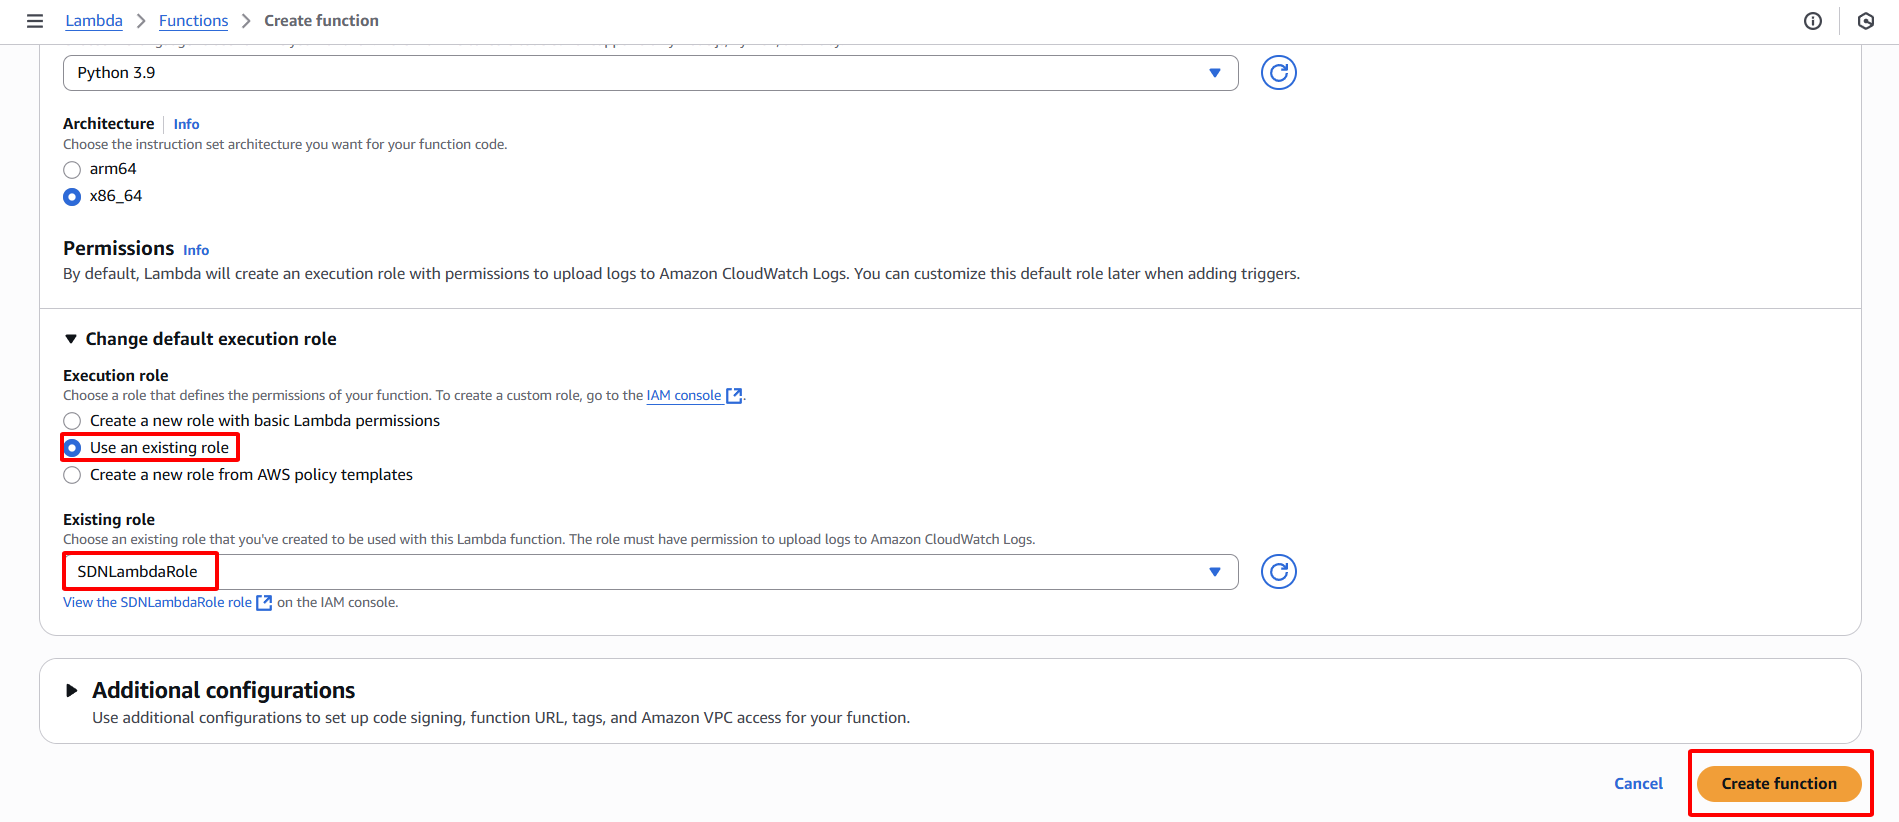 Lambda > Functions > Create function
Python 3.9
Architecture | Info
Choose the instruction set architecture you want for your function code.
arm64
x86_64
Permissions Info
By default, Lambda will create an execution role with permissions to upload logs to Amazon CloudWatch Logs. You can customize this default role later when adding triggers.
Change default execution role
Execution role
Choose a role that defines the permissions of your function. To create a custom role, go to the IAM console.
Create a new role with basic Lambda permissions
Use an existing role
Create a new role from AWS policy templates
Existing role
Choose an existing role that you've created to be used with this Lambda function. The role must have permission to upload logs to Amazon CloudWatch Logs.
SDNLambdaRole
View the SDNLambdaRole role on the IAM console.
Additional configurations
Use additional configurations to set up code signing, function URL, tags, and Amazon VPC access for your function.
Cancel Create function